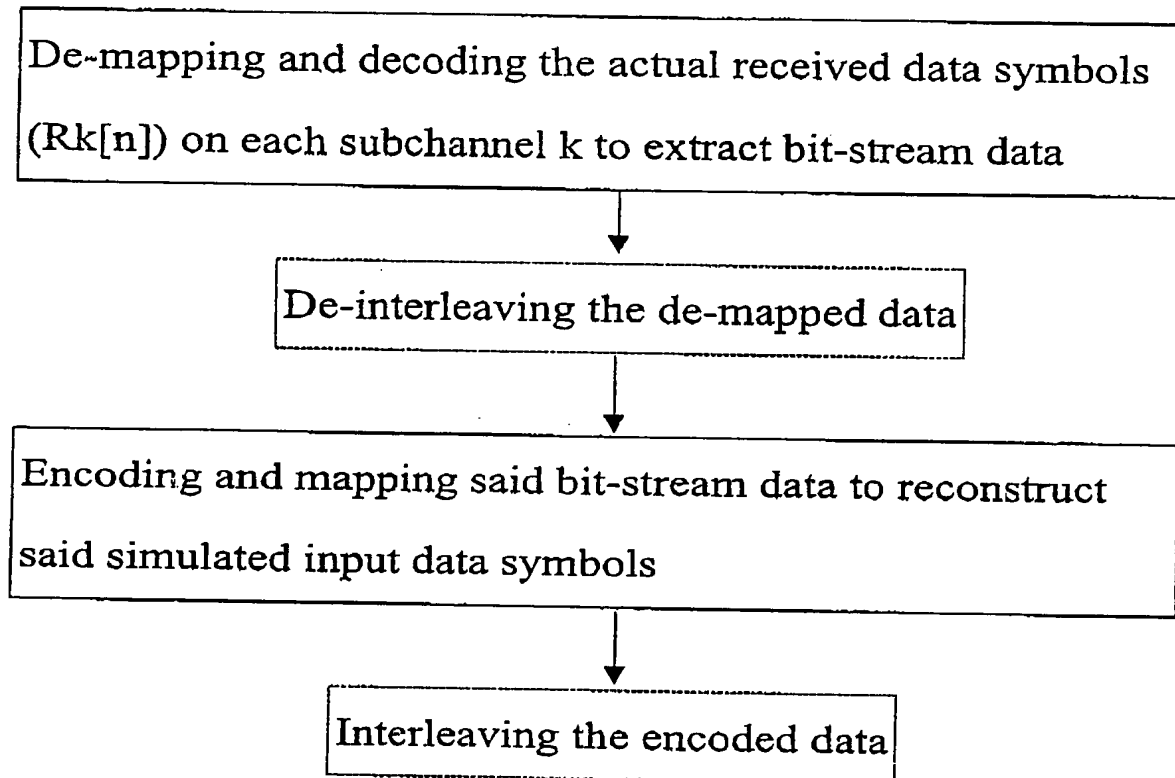 De-mapping and decoding the actual received data symbols
(Rk[n]) on each subchannel k to extract bit-stream data
De-interleaving the de-mapped data
Encoding and mapping said bit-stream data to reconstruct
said simulated input data symbols
Interleaving the encoded data